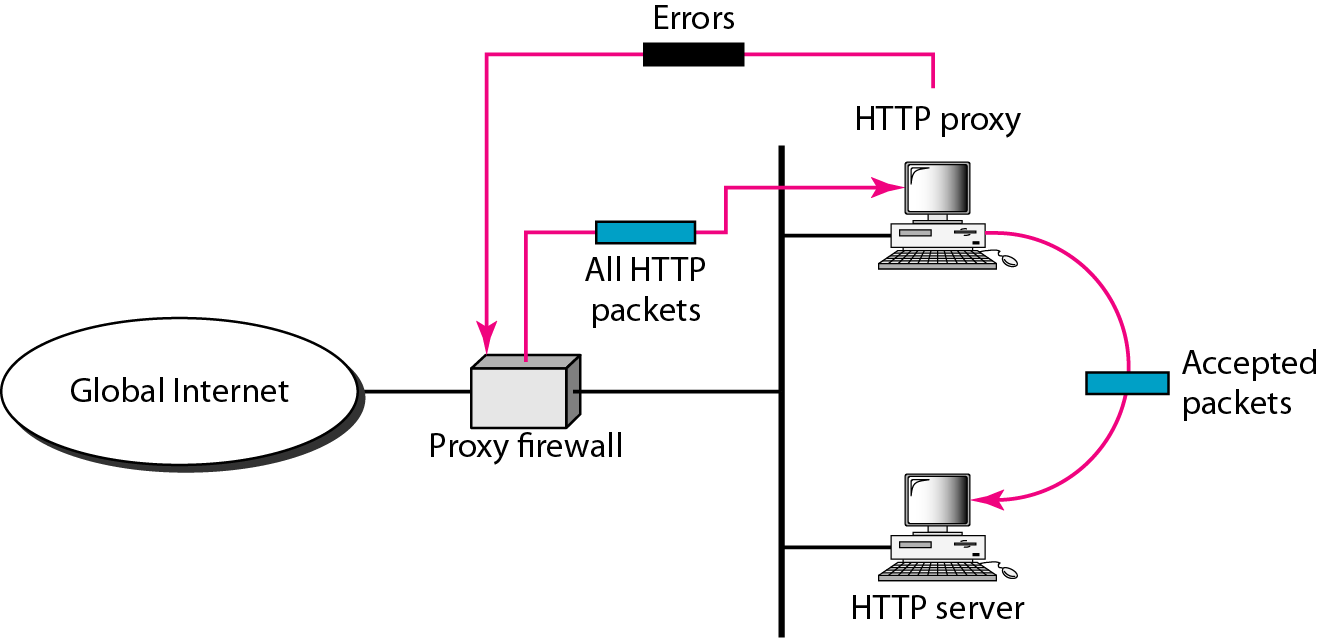 Errors
HTTP proxy
All HTTP
packets
Global Internet
Proxy firewall
Accepted
packets
HTTP server